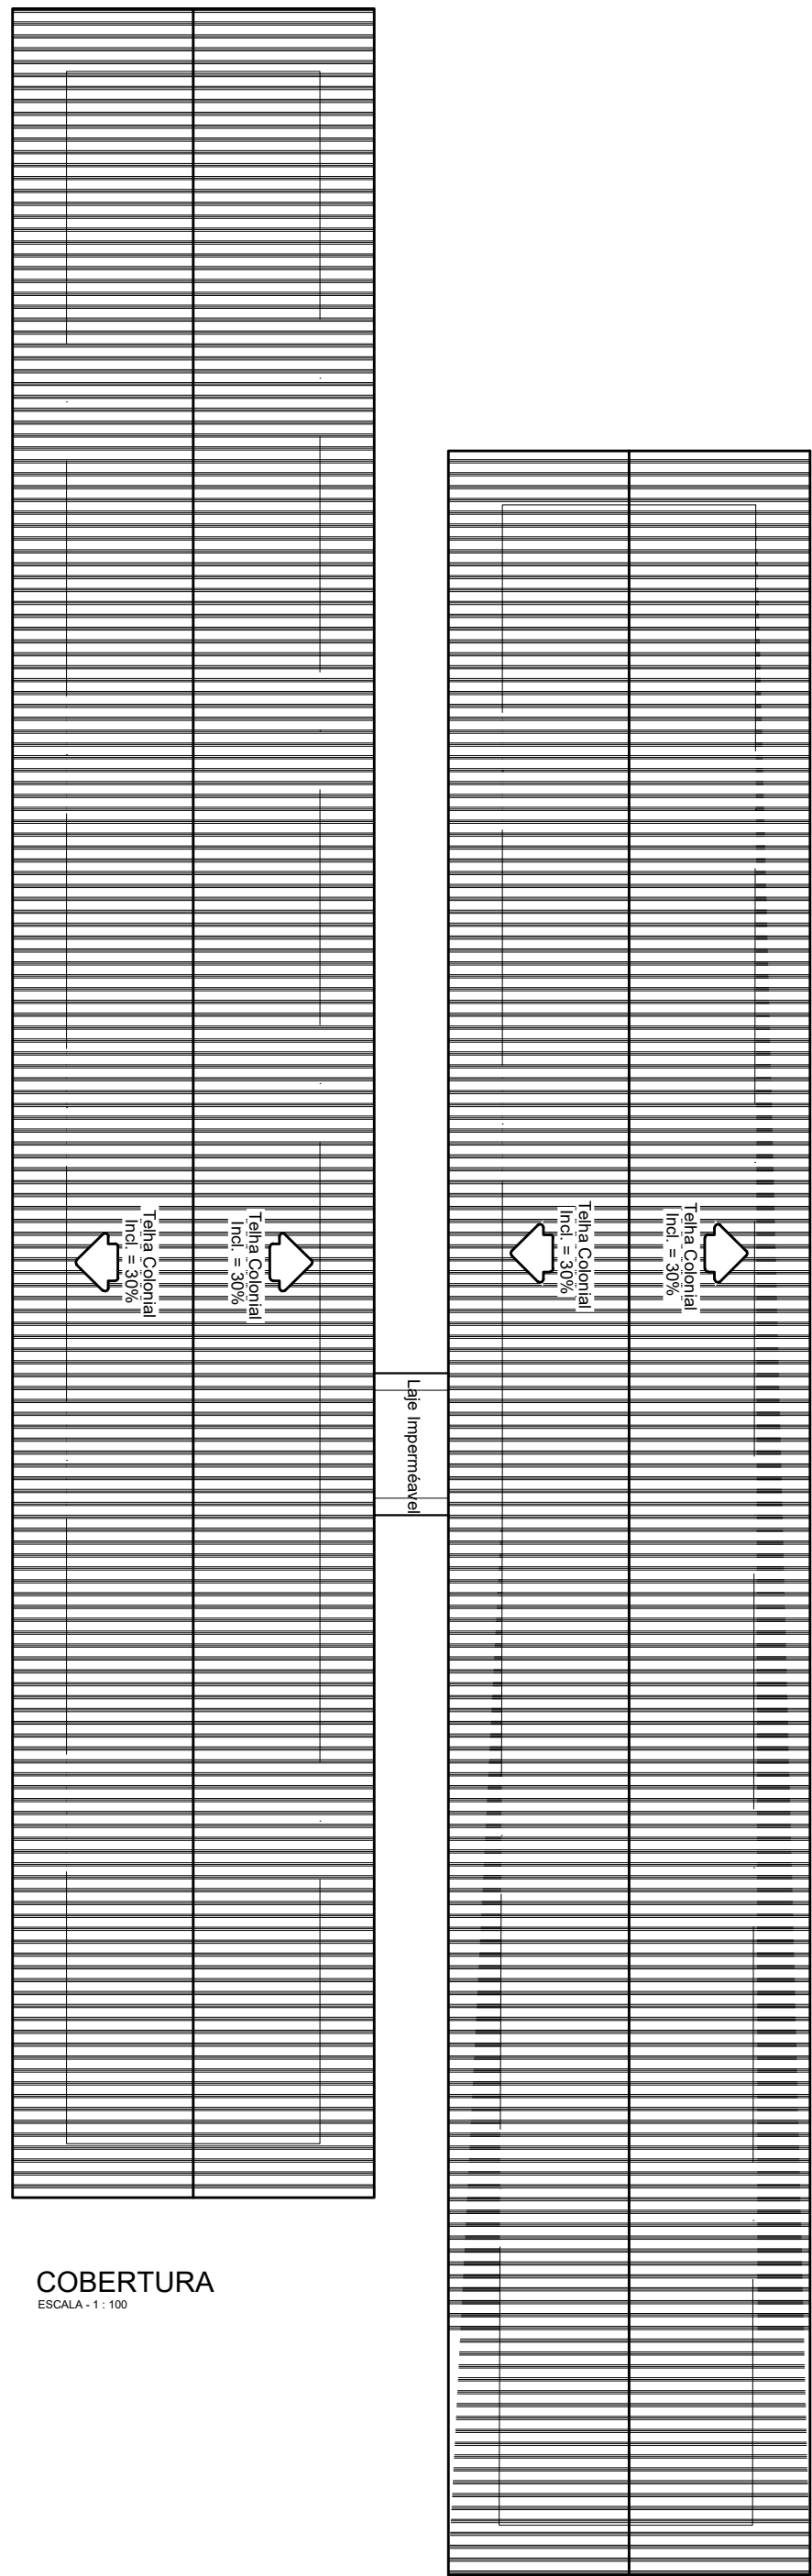 Telha Colonial
Incl. = 30%
Telha Colonial
Incl. = 30%
Telha Colonial
Incl. = 30%
Telha Colonial
Incl. = 30%
Laje Imperméavel
COBERTURA
ESCALA - 1 : 100